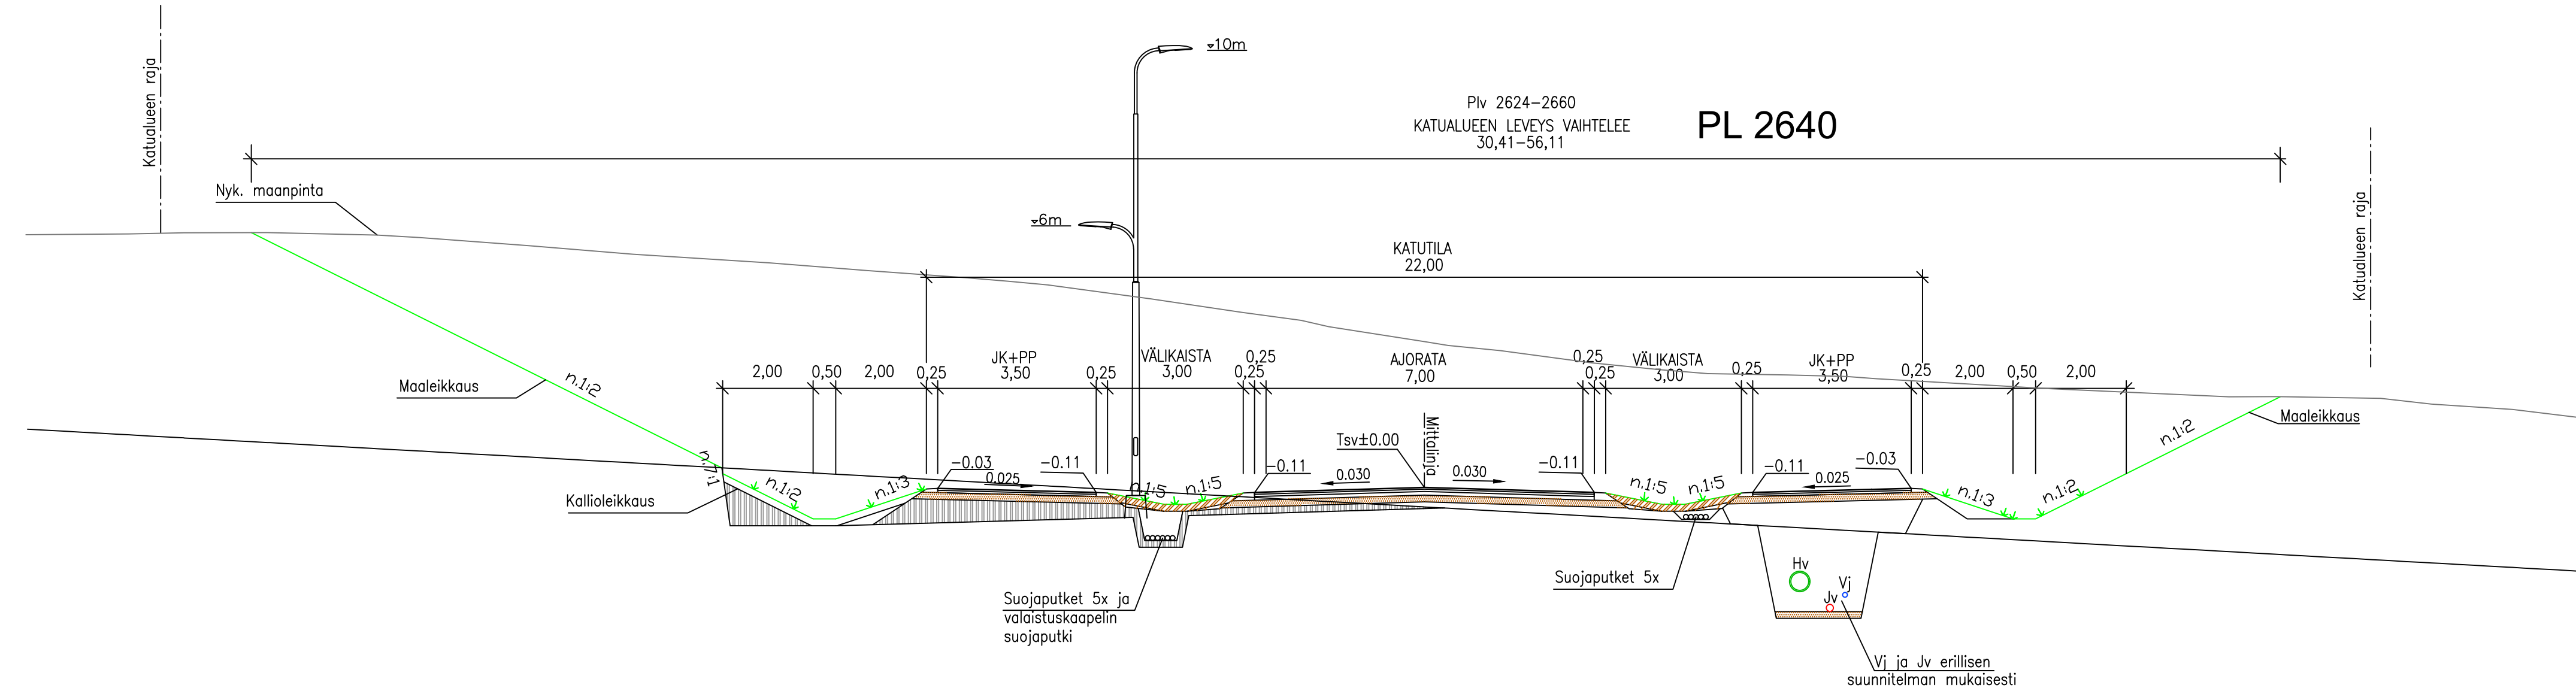 10m
Plv 2624-2660
KATUALUEEN LEVEYS VAIHTELEE
30,41-56,11
PL 2640
Katualueen raja
Nyk. maanpinta
Katualueen raja
6m
KATUTILA
22,00
2,00
0,50
2,00
0,25
JK+PP
3,50
0,25
VÄLIKAISTA
3,00
0,25
0,25
AJORATA
7,00
0,25
0,25
VÄLIKAISTA
3,00
0,25
JK+PP
3,50
0,25
2,00
0,50
2,00
Maaleikkaus
n.1:2
Maaleikkaus
n.1:2
Mittalinja
Tsv±0.00
n.7:1
-0.03
-0.11
-0.11
-0.11
-0.11
-0.03
0.025
0.030
0.030
0.025
n.1:2
n.1:3
n.1:5
n.1:5
n.1:5
n.1:5
n.1:3
n.1:2
Kallioleikkaus
Suojaputket 5x ja
valaistuskaapelin
suojaputki
Suojaputket 5x
Hv
Vj
Jv
Vj ja Jv erillisen
suunnitelman mukaisesti